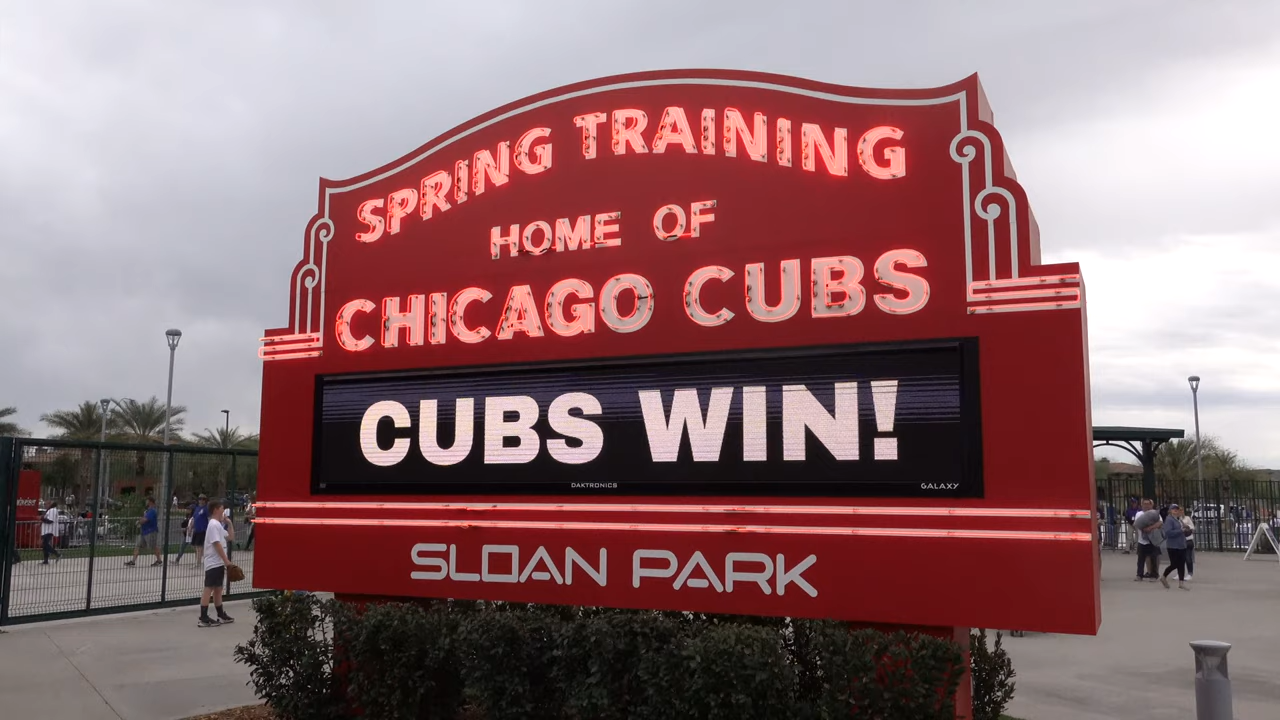 SPRING TRAINING
HOME OF
CHICAGO CUBS
CUBS WIN!
DAKTRONICS
GALAXY
SLOAN PARK